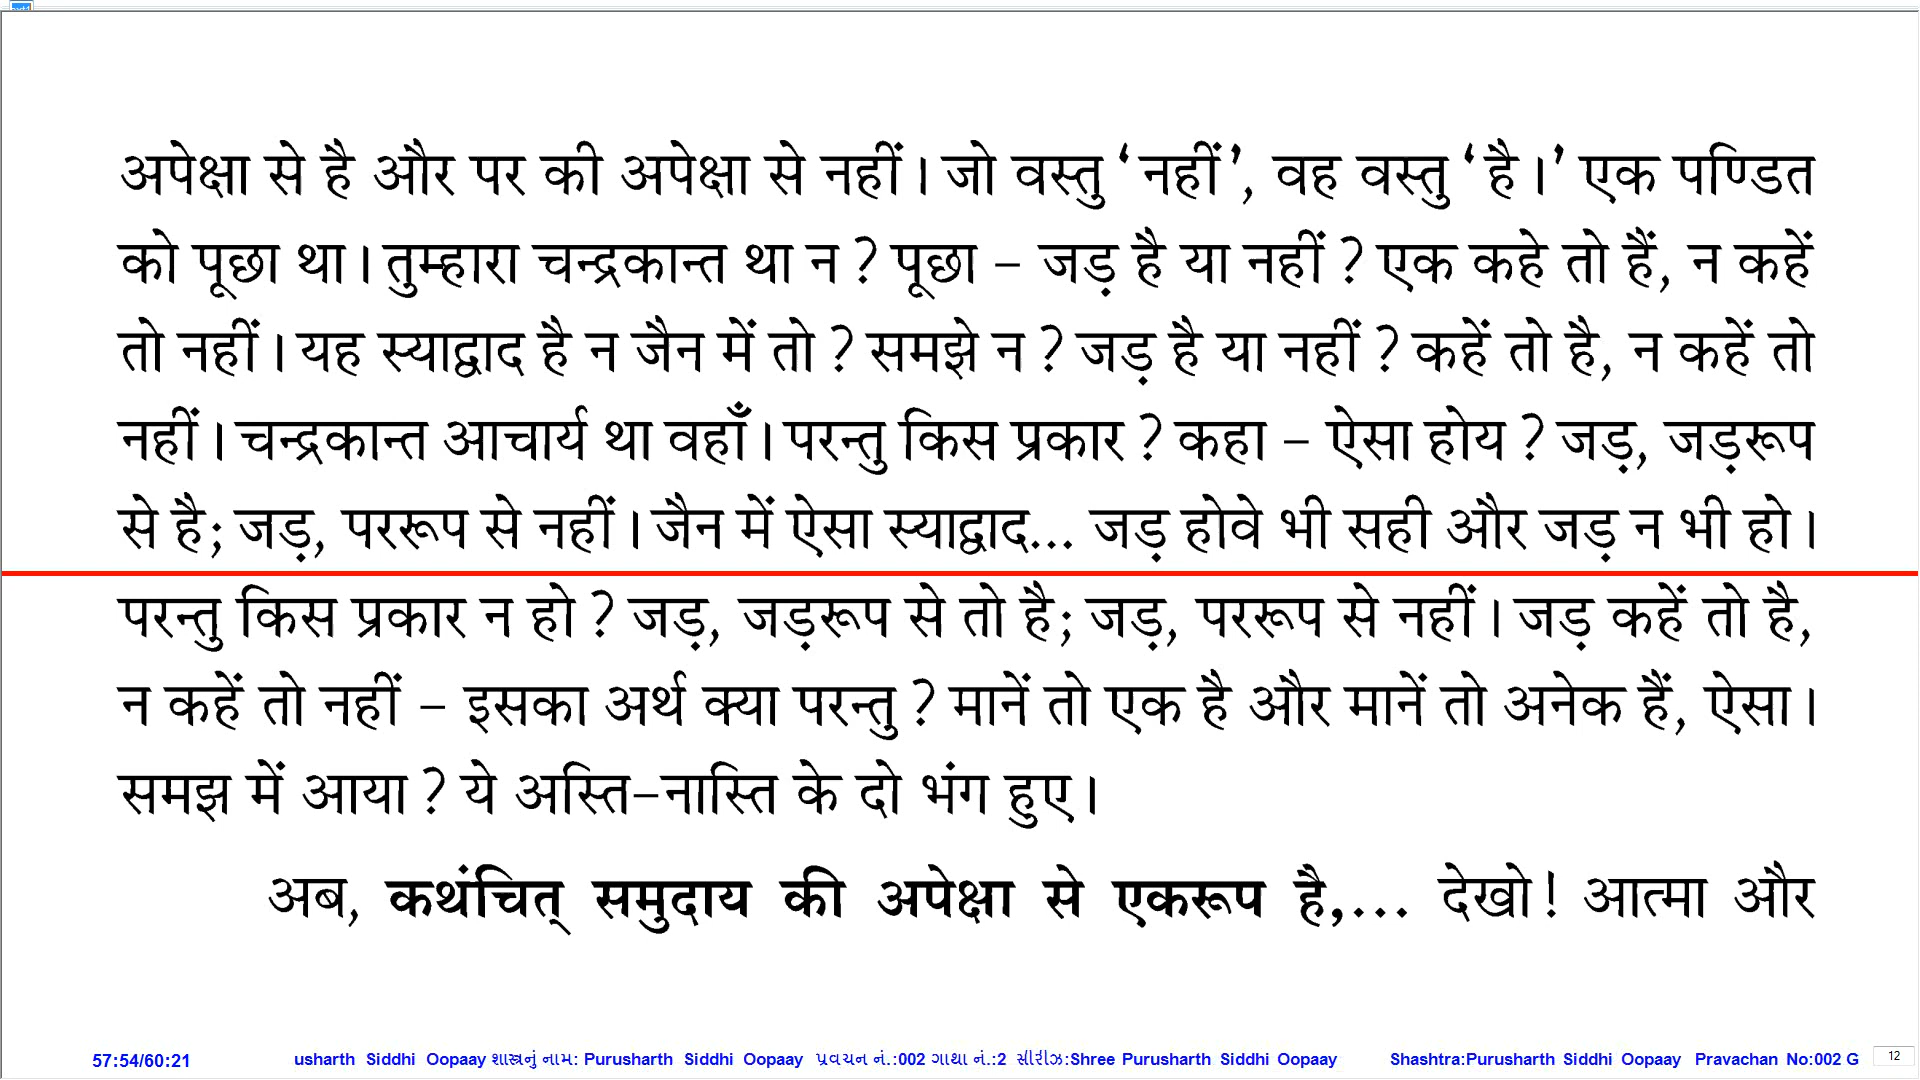 अपेक्षा से है और पर की अपेक्षा से नहीं। जो वस्तु ‘नहीं’, वह वस्तु ‘है।’ एक पण्डित
को पूछा था। तुम्हारा चन्द्रकान्त था न ? पूछा – जड़ है या नहीं ? एक कहे तो हैं, न कहें
तो नहीं। यह स्याद्वाद है न जैन में तो ? समझे न ? जड़ है या नहीं ? कहें तो है, न कहें तो
नहीं। चन्द्रकान्त आचार्य था वहाँ। परन्तु किस प्रकार ? कहा – ऐसा होय ? जड़, जड़रूप
से है; जड़, पररूप से नहीं। जैन में ऐसा स्याद्वाद... जड़ होवे भी सही और जड़ न भी हो।
परन्तु किस प्रकार न हो ? जड़, जड़रूप से तो है; जड़, पररूप से नहीं। जड़ कहें तो है,
न कहें तो नहीं – इसका अर्थ क्या परन्तु ? मानें तो एक है और मानें तो अनेक हैं, ऐसा।
समझ में आया ? ये अस्ति-नास्ति के दो भंग हुए।
अब, कथंचित् समुदाय की अपेक्षा से एकरूप है,... देखो! आत्मा और
57:54/60:21 usharth Siddhi Oopaay શાસ્ત્રનું નામ: Purusharth Siddhi Oopaay પ્રવચન નં.:002 ગાથા નં.:2 સીરીઝ:Shree Purusharth Siddhi Oopaay Shashtra:Purusharth Siddhi Oopaay Pravachan No:002 G 12